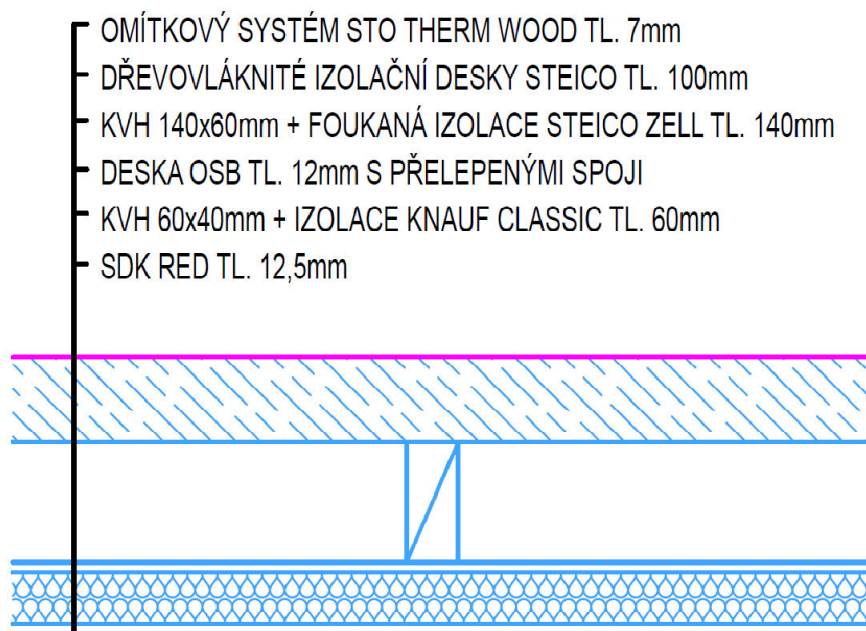 OMÍTKOVÝ SYSTÉM STO THERM WOOD TL. 7mm
DŘEVOVLÁKNITÉ IZOLAČNÍ DESKY STEICO TL. 100mm
KVH 140x60mm + FOUKANÁ IZOLACE STEICO ZELL TL. 140mm
DESKA OSB TL. 12mm S PŘELEPENÝMI SPOJI
KVH 60x40mm + IZOLACE KNAUF CLASSIC TL. 60mm
SDK RED TL. 12,5mm